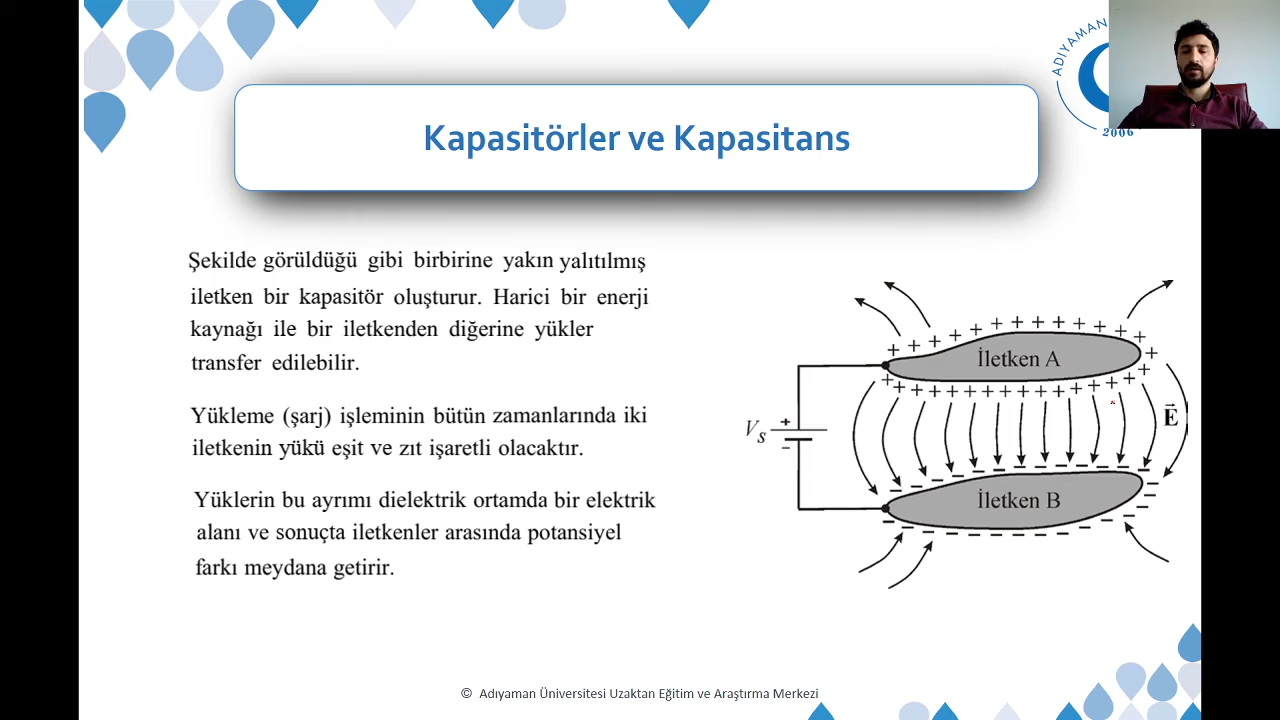 ADIYAMAN
2006
Kapasitörler ve Kapasitans
Şekilde görüldüğü gibi birbirine yakın yalıtılmış
iletken bir kapasitör oluşturur. Harici bir enerji
kaynağı ile bir iletkenden diğerine yükler
transfer edilebilir.
Yükleme (şarj) işleminin bütün zamanlarında iki
iletkenin yükü eşit ve zıt işaretli olacaktır.
Yüklerin bu ayrımı dielektrik ortamda bir elektrik
alanı ve sonuçta iletkenler arasında potansiyel
farkı meydana getirir.
İletken A
E
Vs
İletken B
© Adıyaman Üniversitesi Uzaktan Eğitim ve Araştırma Merkezi